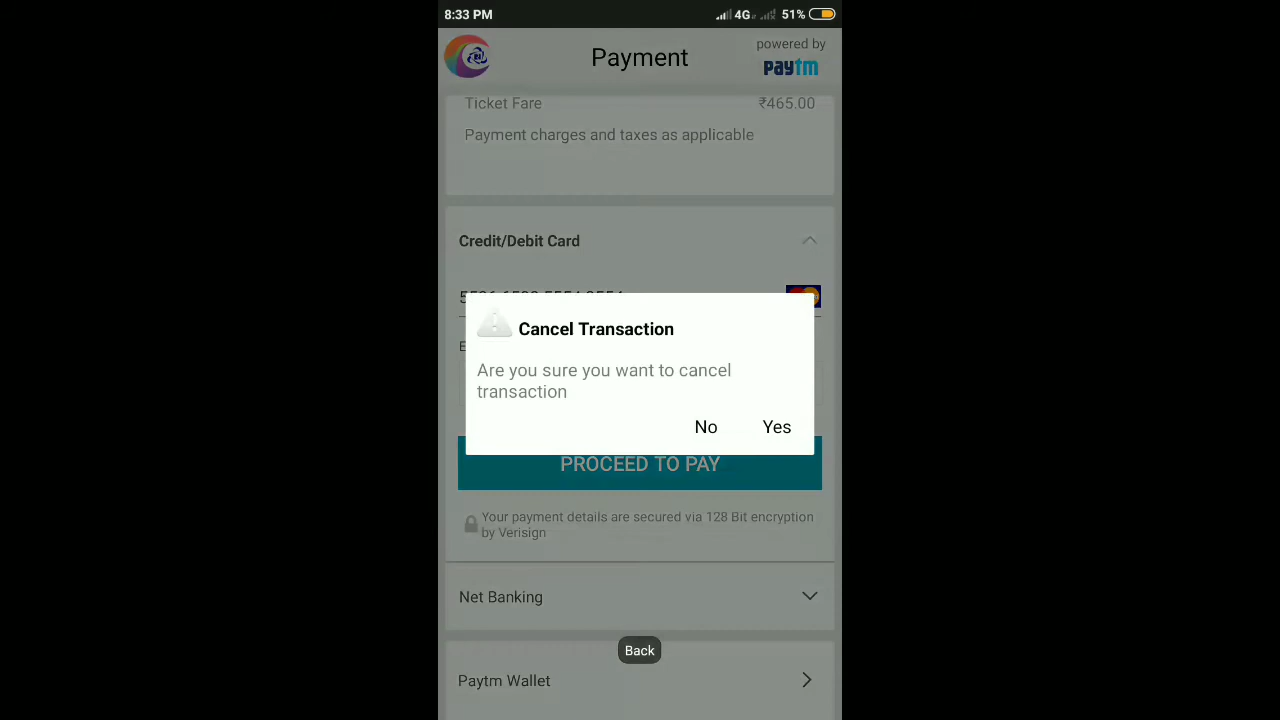 8:33 PM
4G
51%
Payment
powered by
paytm
Ticket Fare
₹465.00
Payment charges and taxes as applicable
Credit/Debit Card
Cancel Transaction
Are you sure you want to cancel
transaction
No
Yes
PROCEED TO PAY
Your payment details are secured via 128 Bit encryption
by Verisign
Net Banking
Back
Paytm Wallet